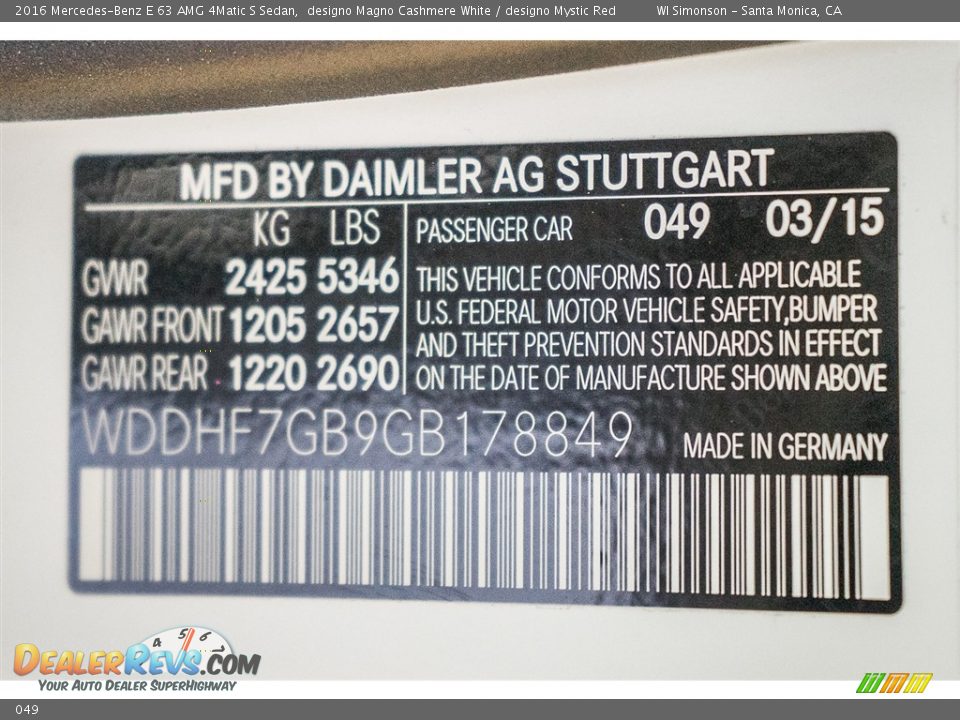 2016 Mercedes-Benz E 63 AMG 4Matic S Sedan, designo Magno Cashmere White / designo Mystic Red WI Simonson - Santa Monica, CA
MFD BY DAIMLER AG STUTTGART
KG LBS
GVWR 2425 5346
GAWR FRONT 1205 2657
GAWR REAR 1220 2690
PASSENGER CAR 049 03/15
THIS VEHICLE CONFORMS TO ALL APPLICABLE
U.S. FEDERAL MOTOR VEHICLE SAFETY,BUMPER
AND THEFT PREVENTION STANDARDS IN EFFECT
ON THE DATE OF MANUFACTURE SHOWN ABOVE
WDDHF7GB9GB178849 MADE IN GERMANY
4 5 6 7
DEALERREVS.COM
YOUR AUTO DEALER SUPERHIGHWAY
049